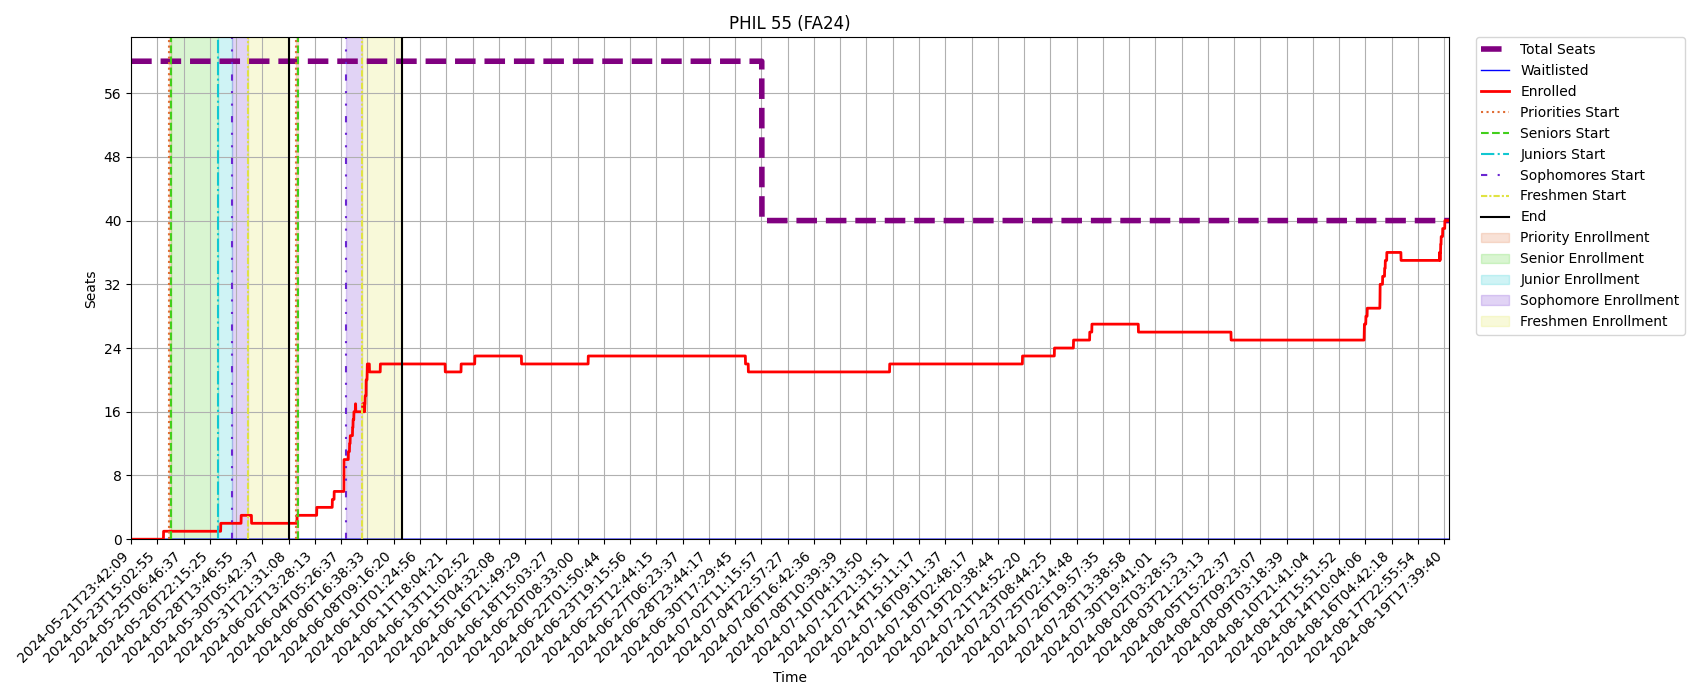 PHIL 55 (FA24)
Seats
56
48
40
32
24
16
8
0
2024-05-21T23:42:09
2024-05-23T15:02:55
2024-05-25T06:46:37
2024-05-26T22:15:25
2024-05-28T13:46:55
2024-05-30T05:42:37
2024-05-31T21:31:08
2024-06-02T13:28:13
2024-06-04T05:26:37
2024-06-06T16:38:33
2024-06-08T09:16:20
2024-06-10T01:24:56
2024-06-11T18:04:21
2024-06-13T11:02:52
2024-06-15T04:32:08
2024-06-16T21:49:29
2024-06-18T15:03:27
2024-06-20T08:33:00
2024-06-22T01:50:44
2024-06-23T19:15:56
2024-06-25T12:44:15
2024-06-27T06:23:37
2024-06-28T23:44:17
2024-06-30T17:29:45
2024-07-02T11:15:57
2024-07-04T22:57:27
2024-07-06T16:42:36
2024-07-08T10:39:39
2024-07-10T04:13:50
2024-07-12T21:31:51
2024-07-14T15:11:17
2024-07-16T09:11:37
2024-07-18T02:48:17
2024-07-19T20:38:44
2024-07-21T14:52:20
2024-07-23T08:44:25
2024-07-25T02:14:48
2024-07-26T19:57:35
2024-07-28T13:38:58
2024-07-30T19:41:01
2024-08-02T03:28:53
2024-08-03T21:23:13
2024-08-05T15:22:37
2024-08-07T09:23:07
2024-08-09T03:18:39
2024-08-10T21:41:04
2024-08-12T15:51:52
2024-08-14T10:04:06
2024-08-16T04:42:18
2024-08-17T22:55:54
2024-08-19T17:39:40
Time
Total Seats
Waitlisted
Enrolled
Priorities Start
Seniors Start
Juniors Start
Sophomores Start
Freshmen Start
End
Priority Enrollment
Senior Enrollment
Junior Enrollment
Sophomore Enrollment
Freshmen Enrollment